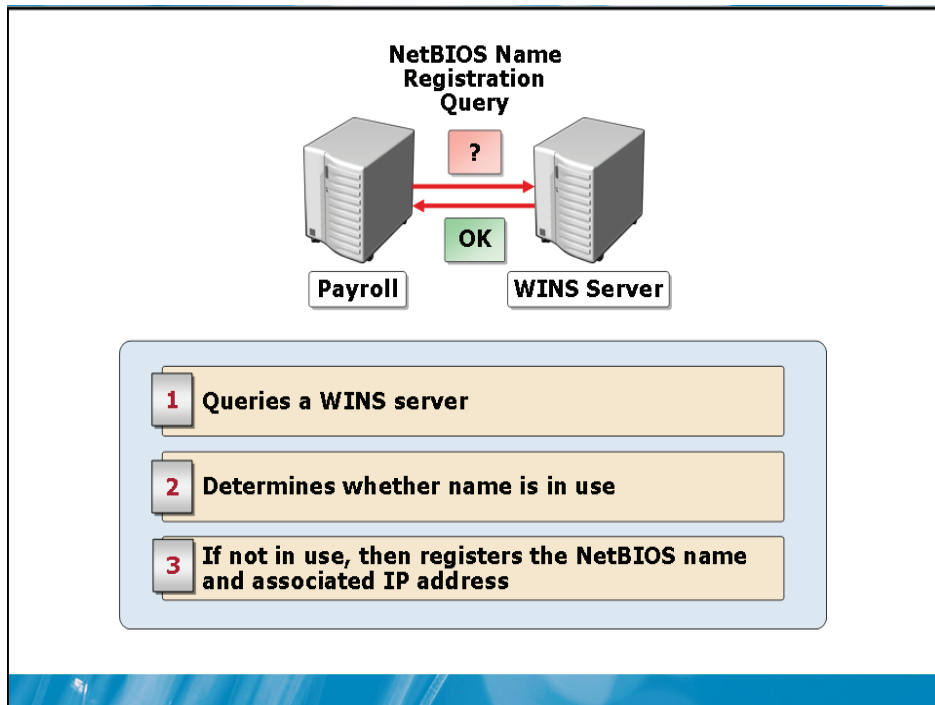 NetBIOS Name
Registration
Query
?
OK
Payroll
WINS Server
1
Queries a WINS server
2
Determines whether name is in use
3
If not in use, then registers the NetBIOS name
and associated IP address